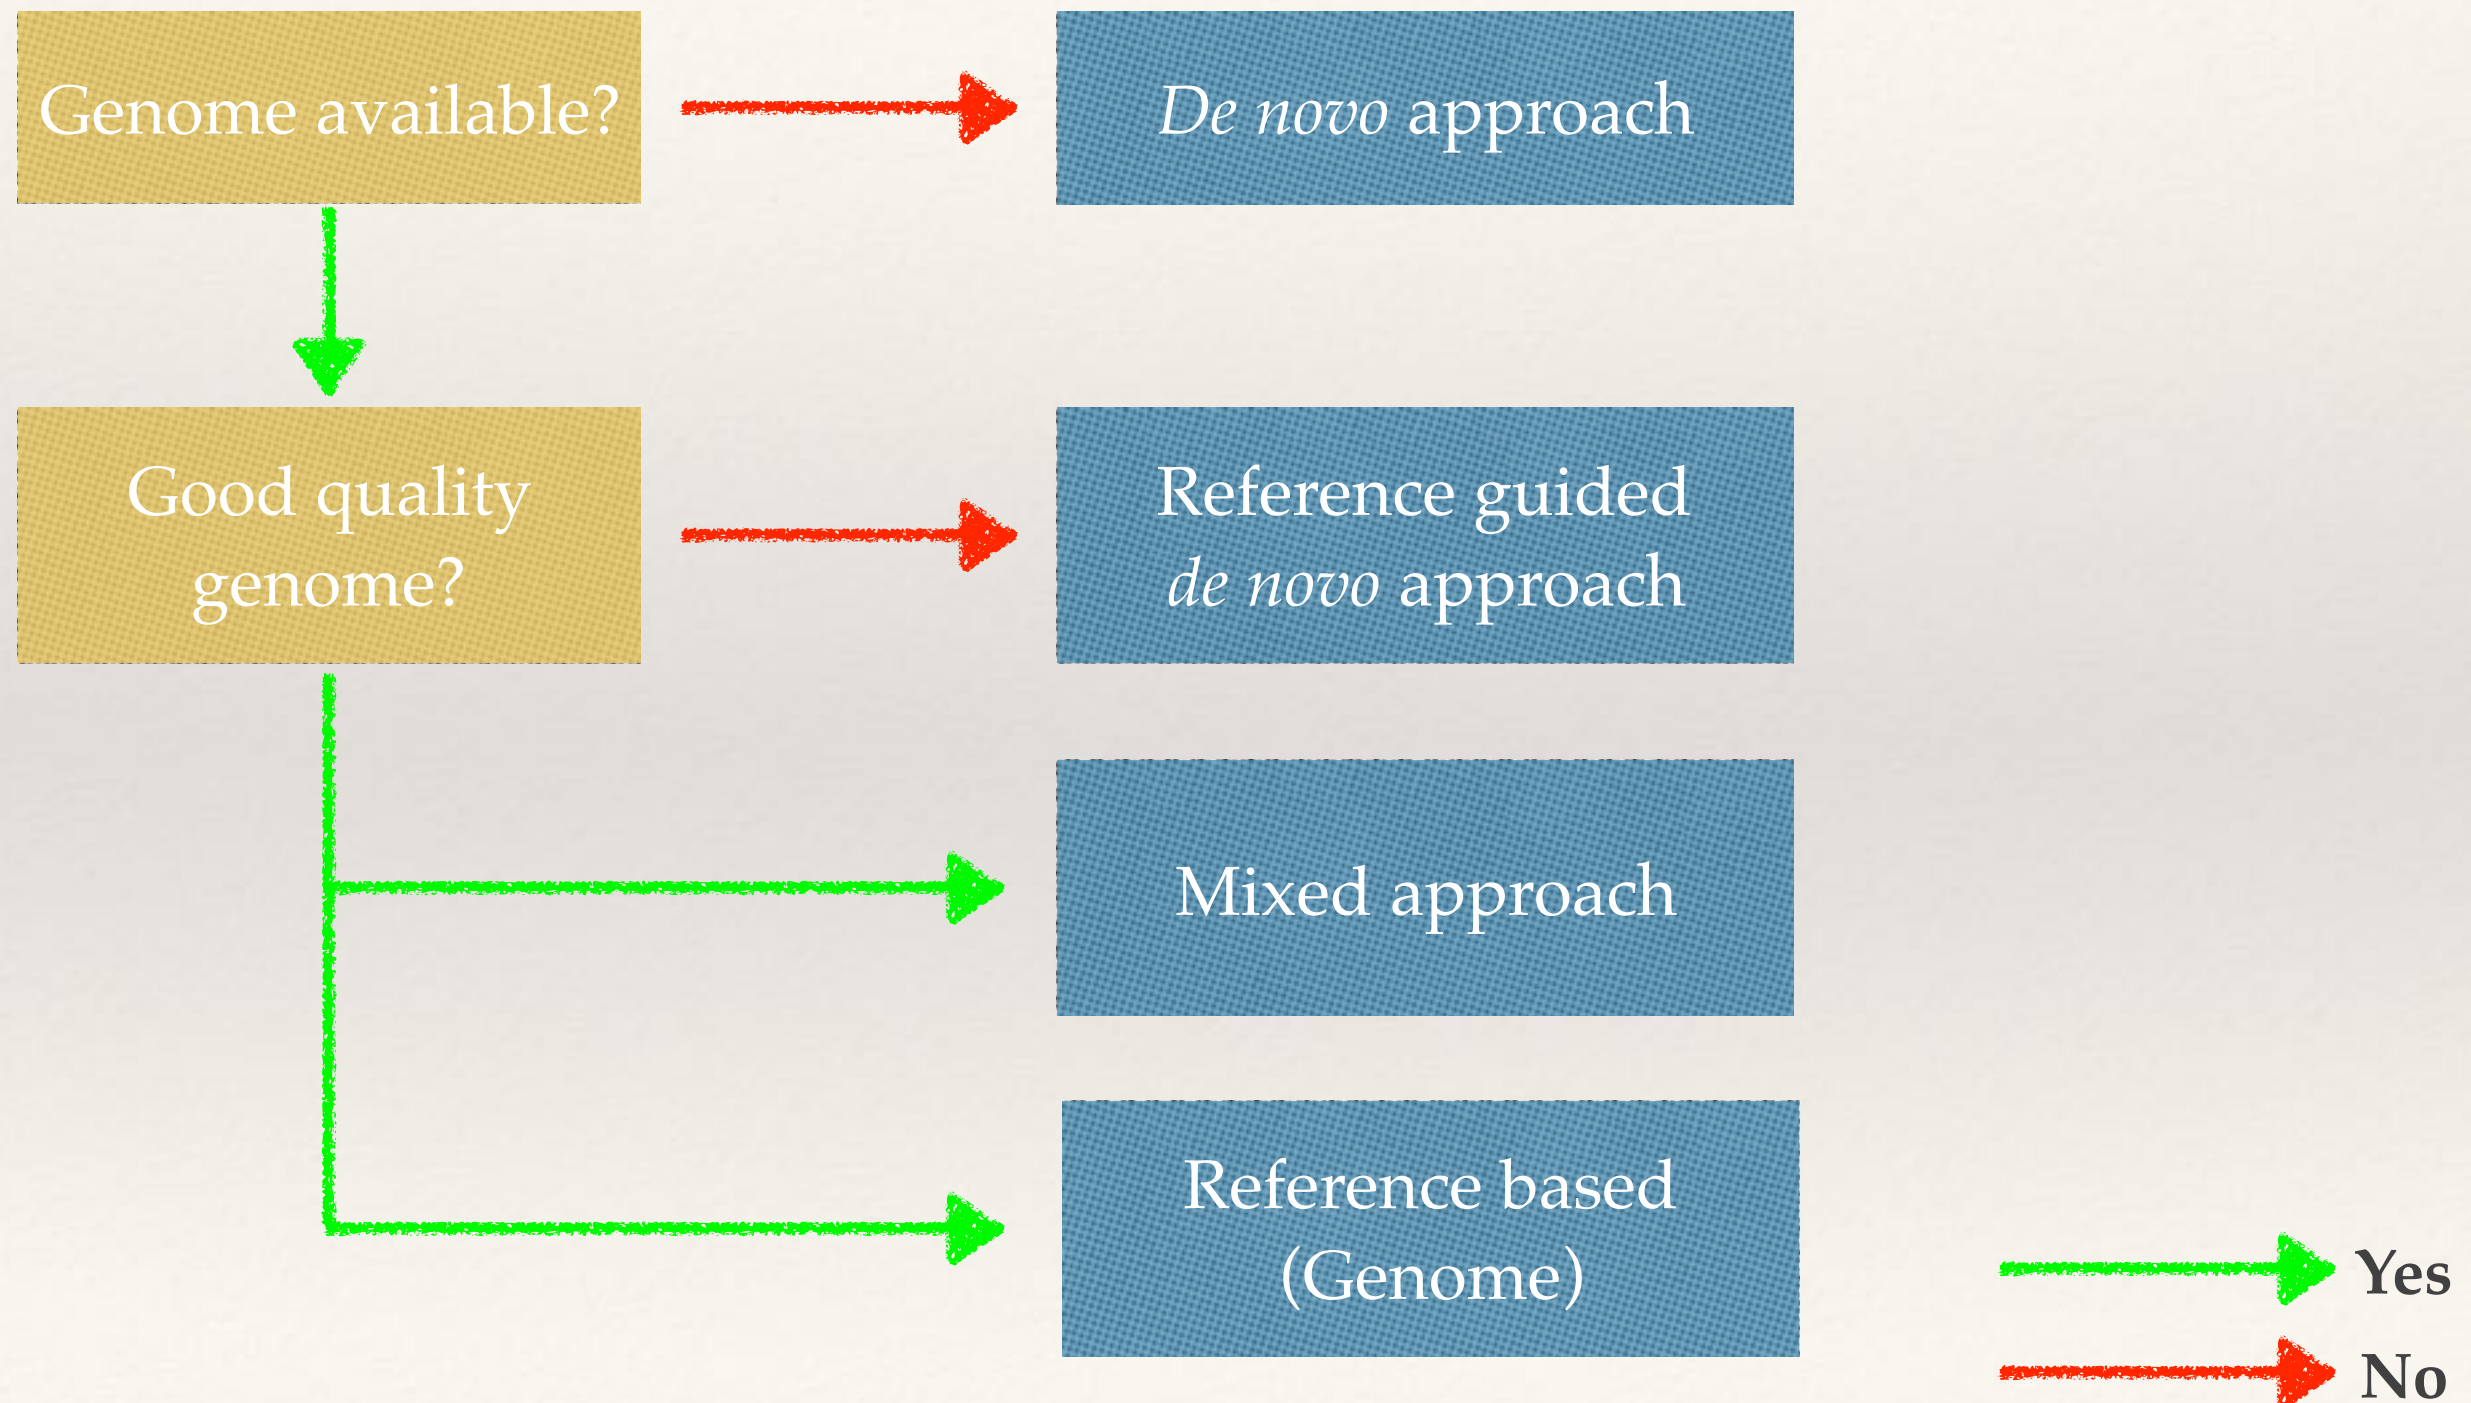 Genome available?
De novo approach
Good quality
genome?
Reference guided
de novo approach
Mixed approach
Reference based
(Genome)
Yes
No